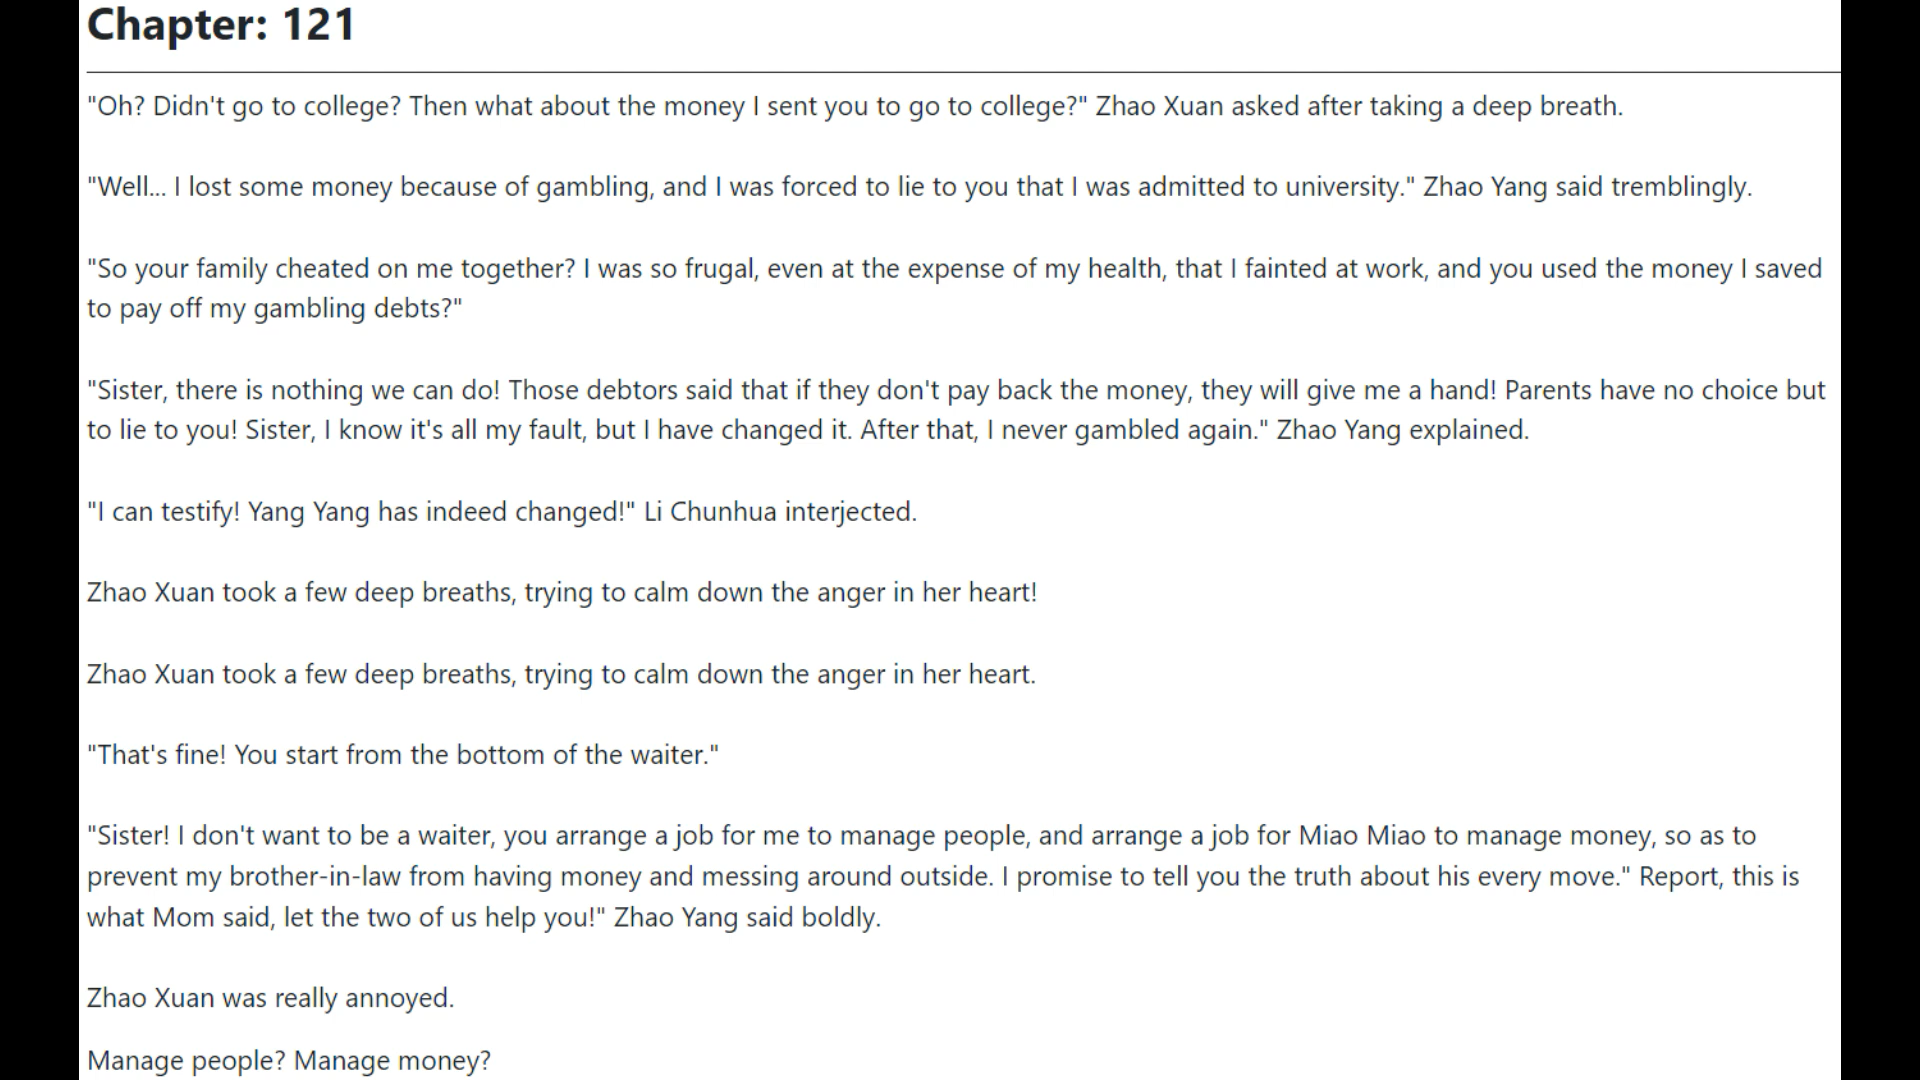 Chapter: 121
"Oh? Didn't go to college? Then what about the money I sent you to go to college?" Zhao Xuan asked after taking a deep breath.
"Well... I lost some money because of gambling, and I was forced to lie to you that I was admitted to university." Zhao Yang said tremblingly.
"So your family cheated on me together? I was so frugal, even at the expense of my health, that I fainted at work, and you used the money I saved
to pay off my gambling debts?"
"Sister, there is nothing we can do! Those debtors said that if they don't pay back the money, they will give me a hand! Parents have no choice but
to lie to you! Sister, I know it's all my fault, but I have changed it. After that, I never gambled again." Zhao Yang explained.
"I can testify! Yang Yang has indeed changed!" Li Chunhua interjected.
Zhao Xuan took a few deep breaths, trying to calm down the anger in her heart!
Zhao Xuan took a few deep breaths, trying to calm down the anger in her heart.
"That's fine! You start from the bottom of the waiter."
"Sister! I don't want to be a waiter, you arrange a job for me to manage people, and arrange a job for Miao Miao to manage money, so as to
prevent my brother-in-law from having money and messing around outside. I promise to tell you the truth about his every move." Report, this is
what Mom said, let the two of us help you!" Zhao Yang said boldly.
Zhao Xuan was really annoyed.
Manage people? Manage money?